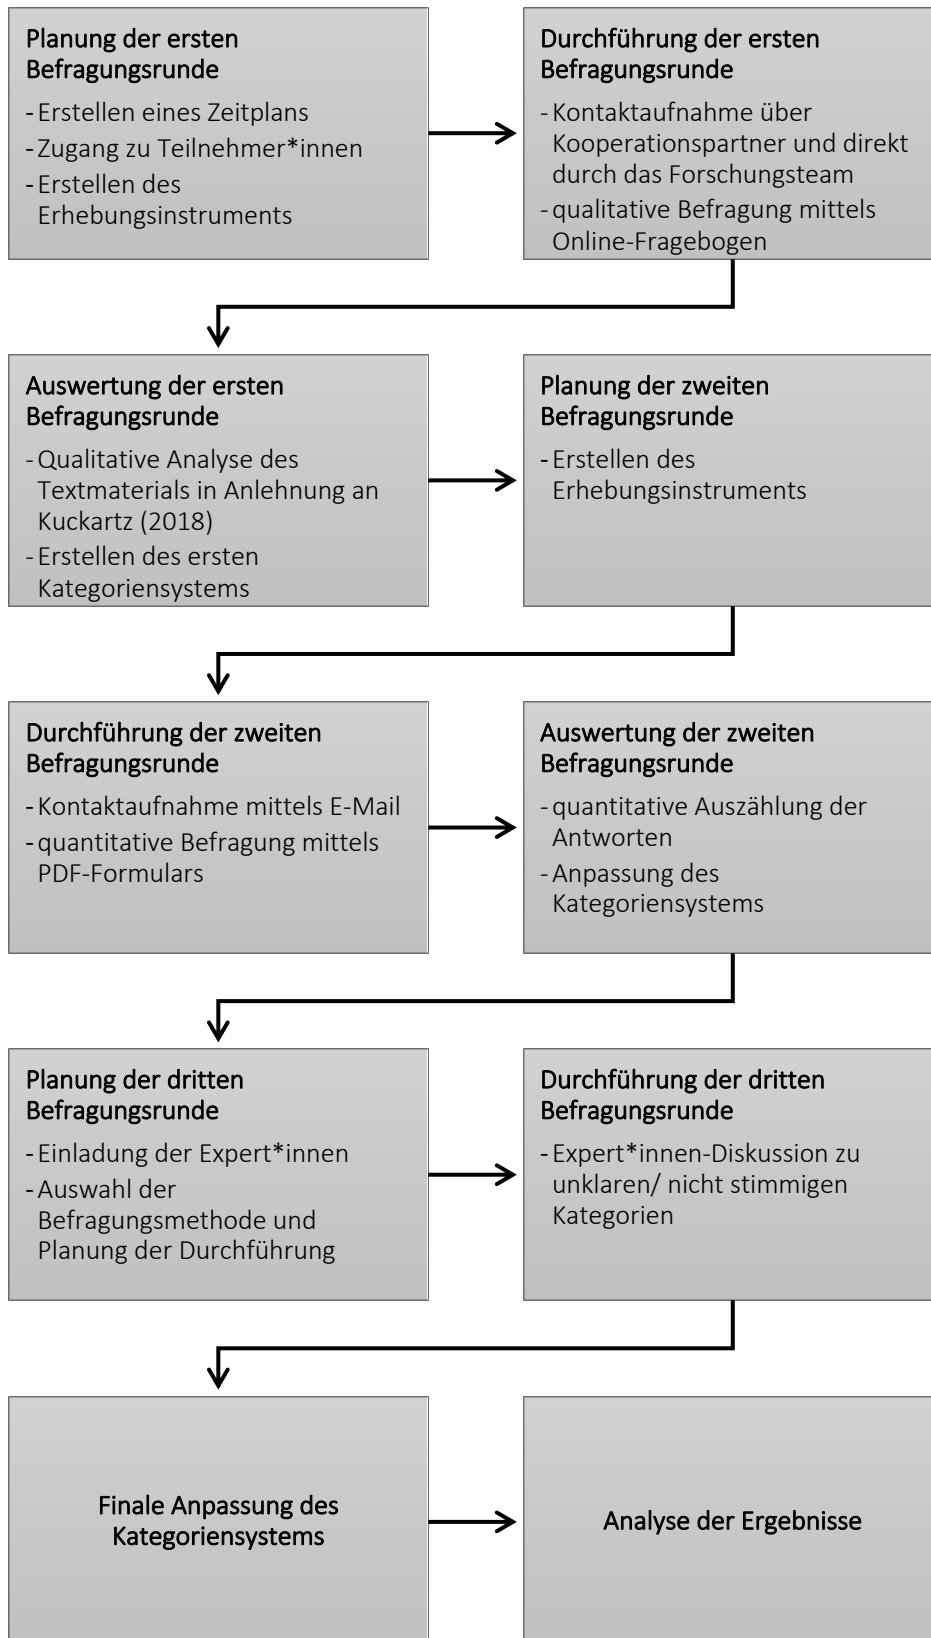 Planung der ersten
Befragungsrunde
- Erstellen eines Zeitplans
- Zugang zu Teilnehmer*innen
- Erstellen des
Erhebungsinstruments
Durchführung der ersten
Befragungsrunde
- Kontaktaufnahme über
Kooperationspartner und direkt
durch das Forschungsteam
- qualitative Befragung mittels
Online-Fragebogen
Auswertung der ersten
Befragungsrunde
- Qualitative Analyse des
Textmaterials in Anlehnung an
Kuckartz (2018)
- Erstellen des ersten
Kategoriensystems
Planung der zweiten
Befragungsrunde
- Erstellen des
Erhebungsinstruments
Durchführung der zweiten
Befragungsrunde
- Kontaktaufnahme mittels E-Mail
- quantitative Befragung mittels
PDF-Formulars
Auswertung der zweiten
Befragungsrunde
- quantitative Auszählung der
Antworten
- Anpassung des
Kategoriensystems
Planung der dritten
Befragungsrunde
- Einladung der Expert*innen
- Auswahl der
Befragungsmethode und
Planung der Durchführung
Durchführung der dritten
Befragungsrunde
- Expert*innen-Diskussion zu
unklaren/ nicht stimmigen
Kategorien
Finale Anpassung des
Kategoriensystems
Analyse der Ergebnisse